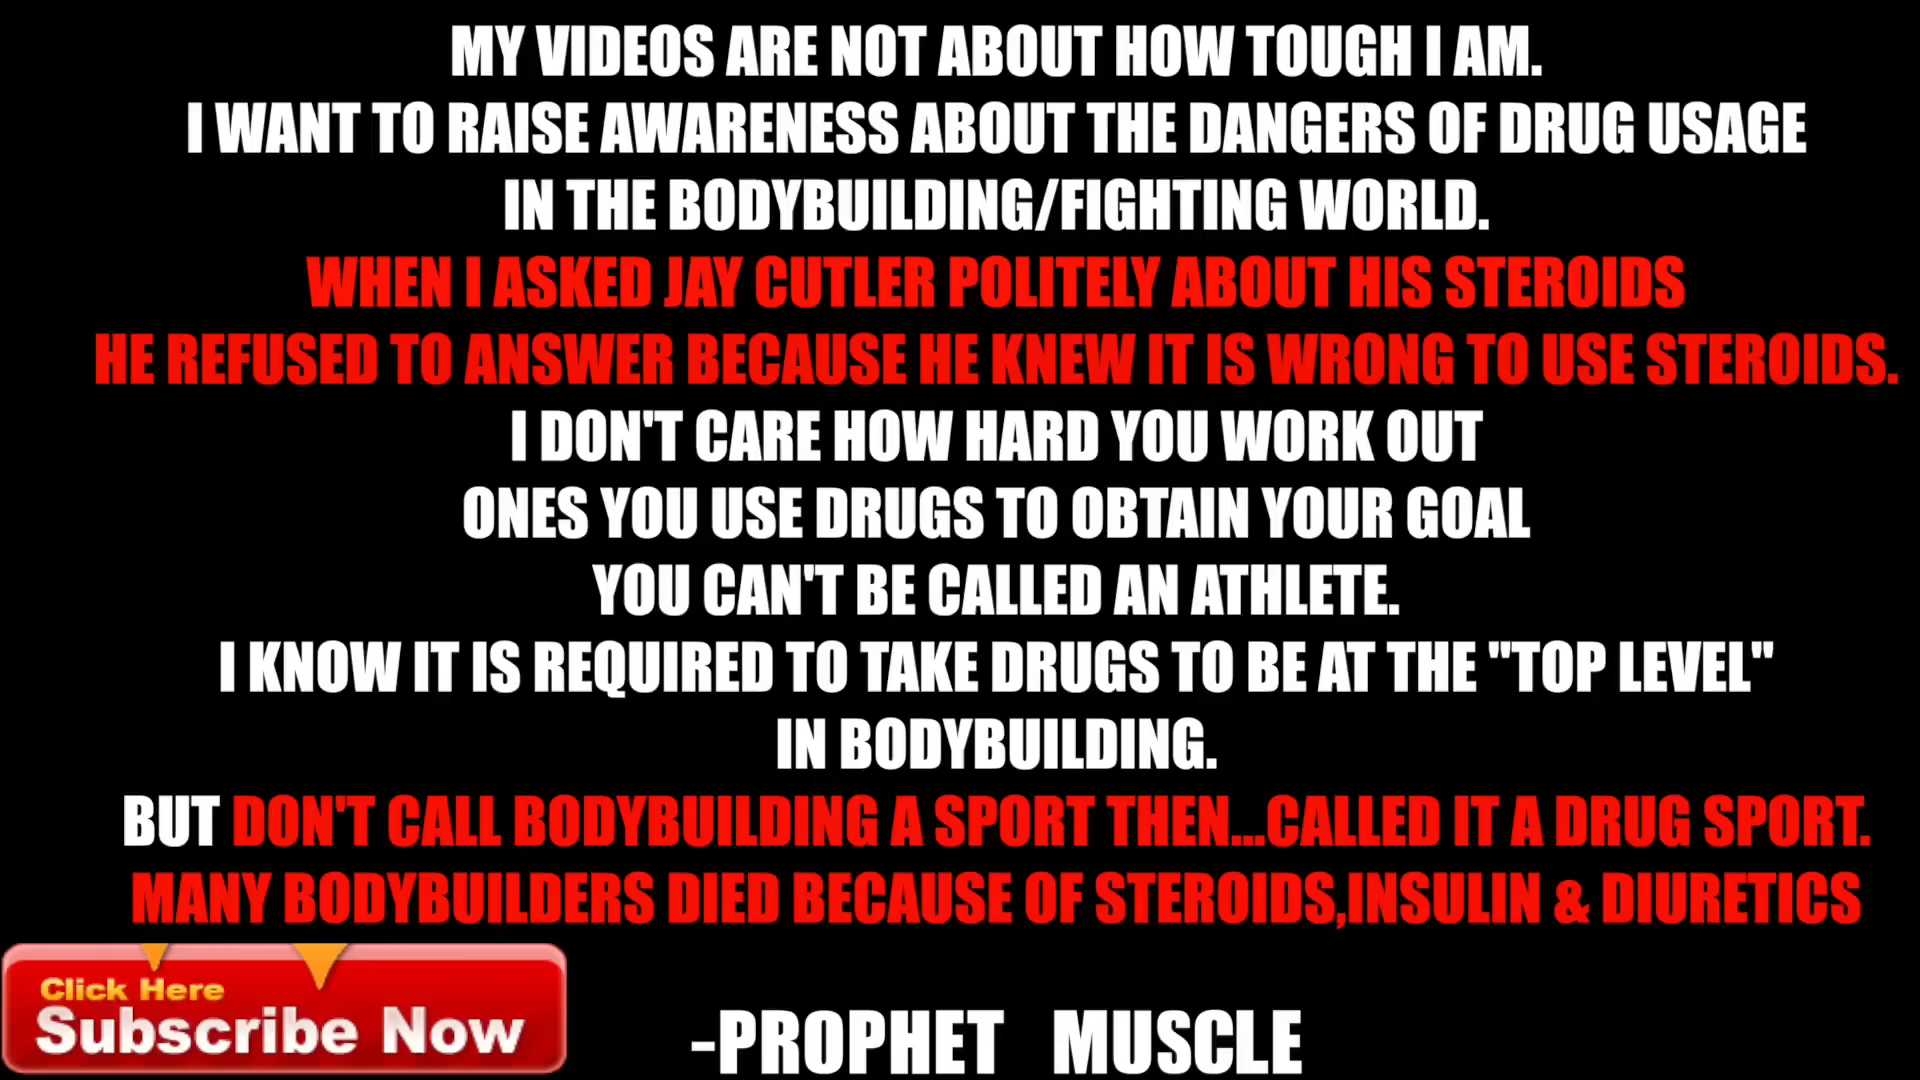 MY VIDEOS ARE NOT ABOUT HOW TOUGH I AM.
I WANT TO RAISE AWARENESS ABOUT THE DANGERS OF DRUG USAGE
IN THE BODYBUILDING/FIGHTING WORLD.
WHEN I ASKED JAY CUTLER POLITELY ABOUT HIS STEROIDS
HE REFUSED TO ANSWER BECAUSE HE KNEW IT IS WRONG TO USE STEROIDS.
I DON'T CARE HOW HARD YOU WORK OUT
ONES YOU USE DRUGS TO OBTAIN YOUR GOAL
YOU CAN'T BE CALLED AN ATHLETE.
I KNOW IT IS REQUIRED TO TAKE DRUGS TO BE AT THE "TOP LEVEL"
IN BODYBUILDING.
BUT DON'T CALL BODYBUILDING A SPORT THEN...CALLED IT A DRUG SPORT.
MANY BODYBUILDERS DIED BECAUSE OF STEROIDS,INSULIN & DIURETICS
Click Here
Subscribe Now
-PROPHET MUSCLE